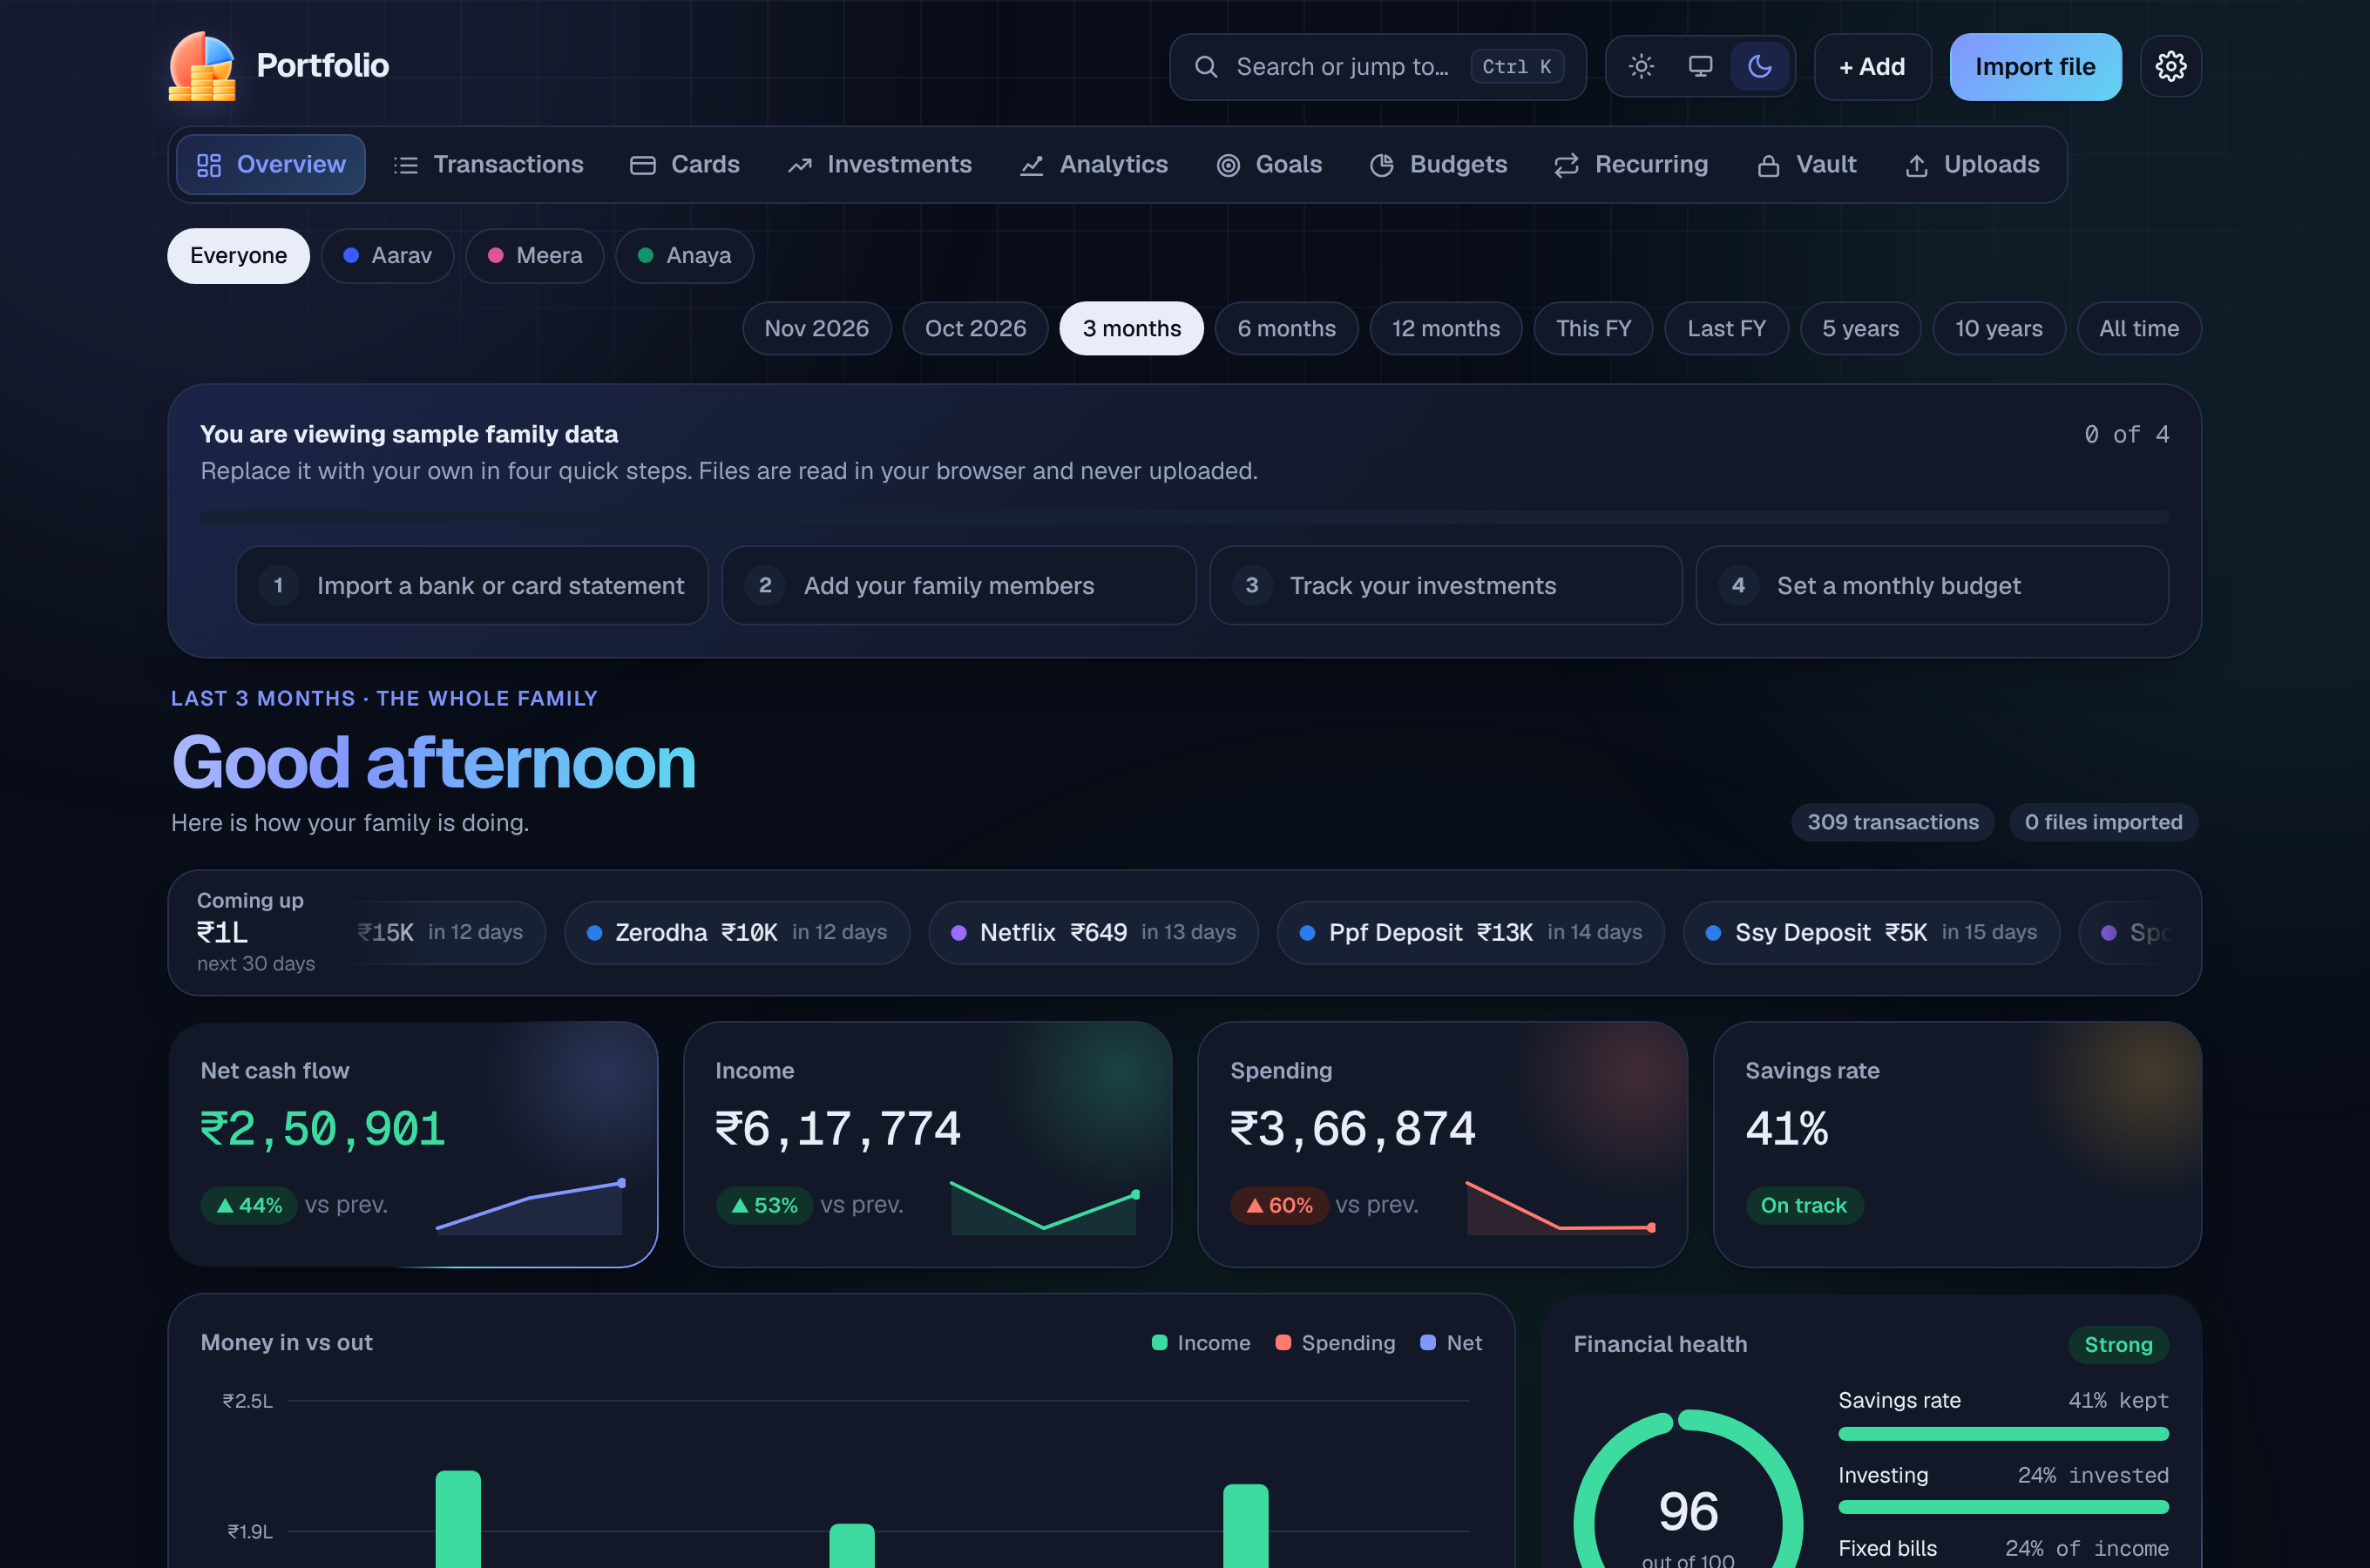 Portfolio
Search or jump to... Ctrl K
+ Add
Import file
Overview Transactions Cards Investments Analytics Goals Budgets Recurring Vault Uploads
Everyone Aarav Meera Anaya
Nov 2026 Oct 2026 3 months 6 months 12 months This FY Last FY 5 years 10 years All time
You are viewing sample family data 0 of 4
Replace it with your own in four quick steps. Files are read in your browser and never uploaded.
1 Import a bank or card statement 2 Add your family members 3 Track your investments 4 Set a monthly budget
LAST 3 MONTHS · THE WHOLE FAMILY
Good afternoon
Here is how your family is doing. 309 transactions 0 files imported
Coming up
₹1L
next 30 days
₹15K in 12 days Zerodha ₹10K in 12 days Netflix ₹649 in 13 days Ppf Deposit ₹13K in 14 days Ssy Deposit ₹5K in 15 days
Net cash flow
₹2,50,901
▲ 44% vs prev.
Income
₹6,17,774
▲ 53% vs prev.
Spending
₹3,66,874
▲ 60% vs prev.
Savings rate
41%
On track
Money in vs out Income Spending Net
₹2.5L
₹1.9L
Financial health Strong
96
out of 100
Savings rate 41% kept
Investing 24% invested
Fixed bills 24% of income